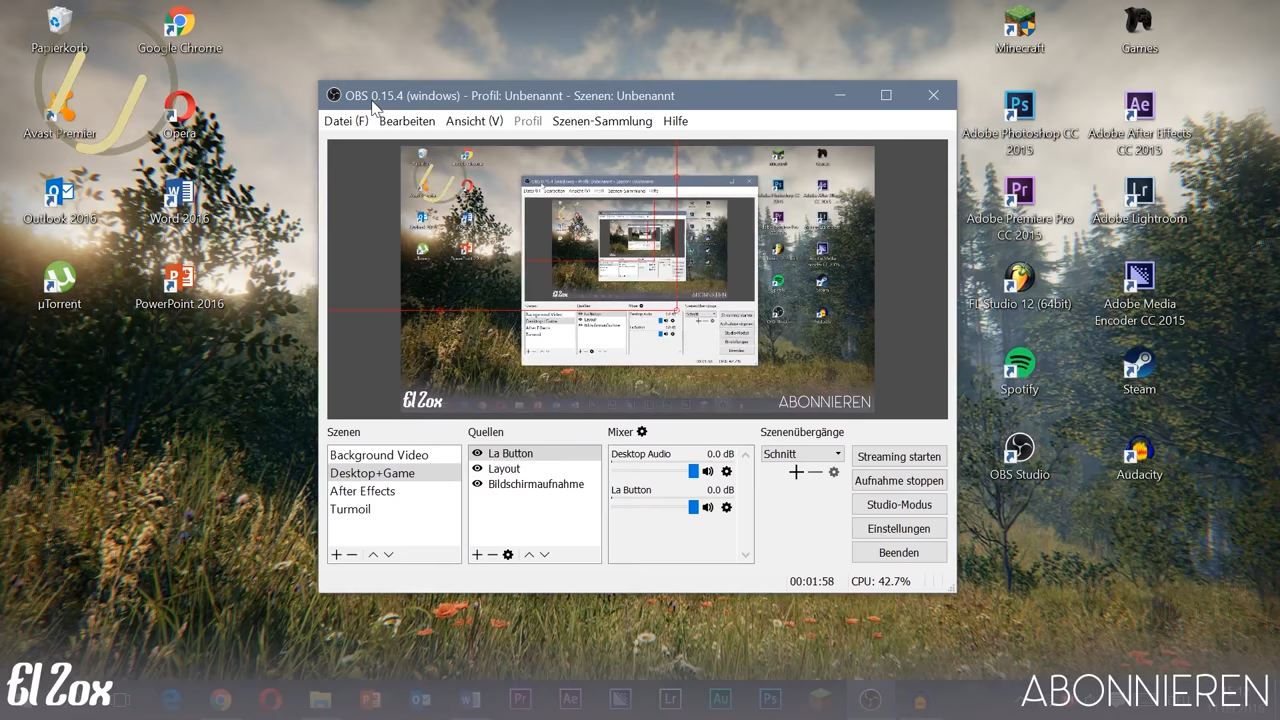 Papierkorb
Google Chrome
Avast Premier
Opera
Outlook 2016
Word 2016
µTorrent
PowerPoint 2016
Minecraft
Games
Adobe Photoshop CC 2015
Adobe After Effects CC 2015
Adobe Premiere Pro CC 2015
Adobe Lightroom
FL Studio 12 (64bit)
Adobe Media Encoder CC 2015
Spotify
Steam
OBS Studio
Audacity
OBS 0.15.4 (windows) - Profil: Unbenannt - Szenen: Unbenannt
Datei (F) Bearbeiten Ansicht (V) Profil Szenen-Sammlung Hilfe
El Zox
ABONNIEREN
Szenen
Background Video
Desktop+Game
After Effects
Turmoil
Quellen
La Button
Layout
Bildschirmaufnahme
Mixer
Desktop Audio 0.0 dB
La Button 0.0 dB
Szenenübergänge
Schnitt
Streaming starten
Aufnahme stoppen
Studio-Modus
Einstellungen
Beenden
00:01:58 CPU: 42.7%
El Zox
ABONNIEREN